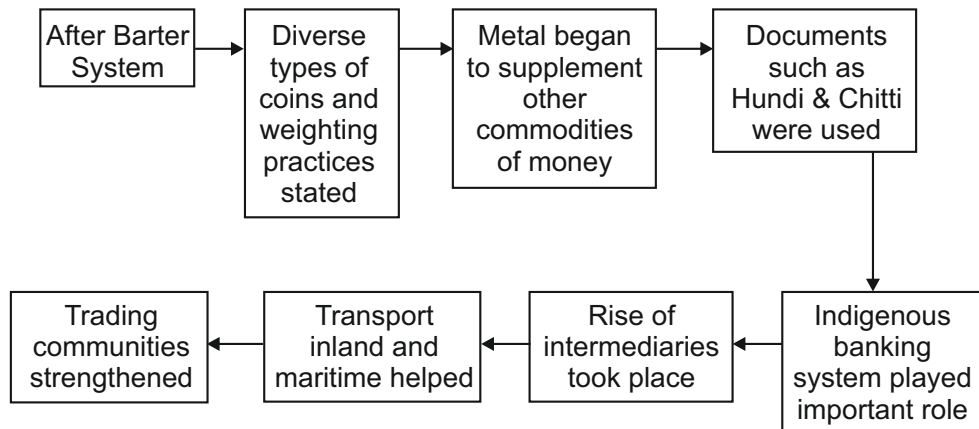 After Barter
System
Diverse
types of
coins and
weighting
practices
stated
Metal began
to supplement
other
commodities
of money
Documents
such as
Hundi & Chitti
were used
Indigenous
banking
system played
important role
Rise of
intermediaries
took place
Transport
inland and
maritime helped
Trading
communities
strengthened